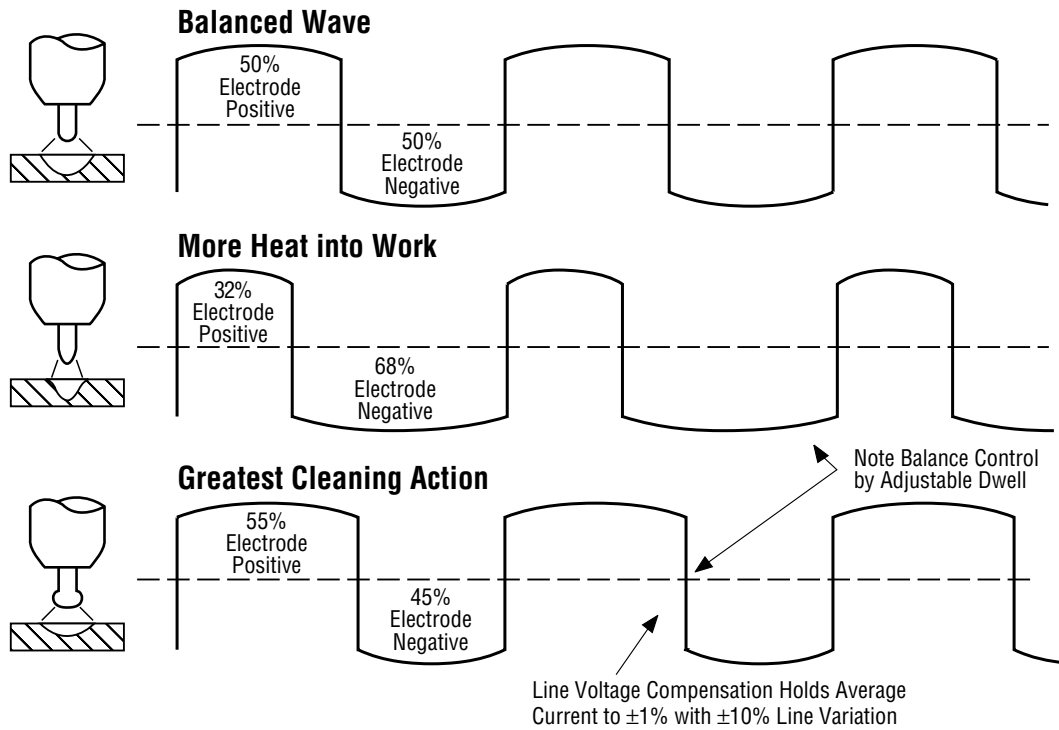 Balanced Wave
50%
Electrode
Positive
50%
Electrode
Negative
More Heat into Work
32%
Electrode
Positive
68%
Electrode
Negative
Note Balance Control
by Adjustable Dwell
Greatest Cleaning Action
55%
Electrode
Positive
45%
Electrode
Negative
Line Voltage Compensation Holds Average
Current to ±1% with ±10% Line Variation